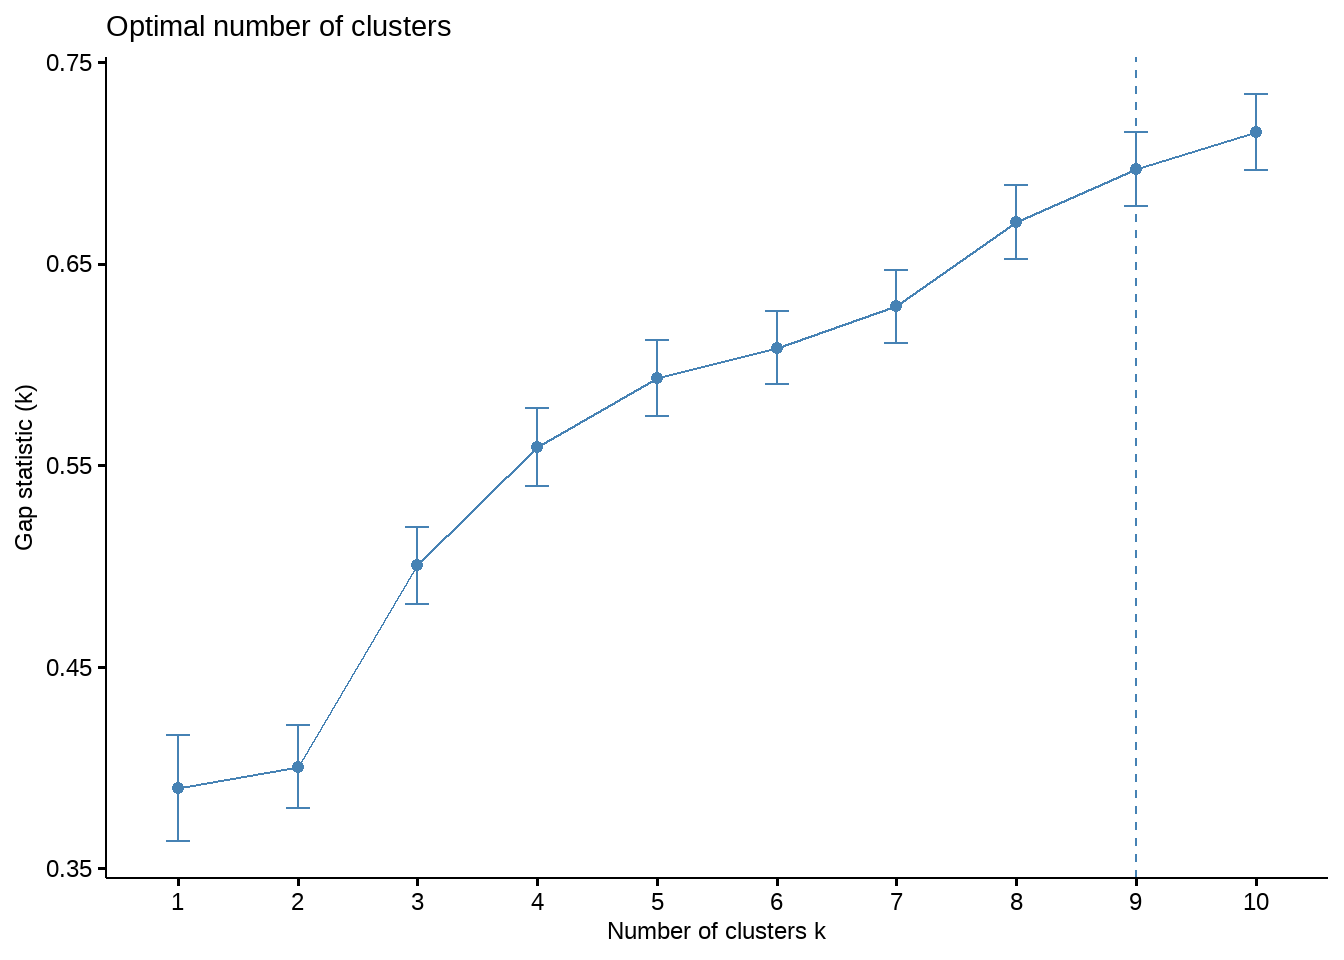 Optimal number of clusters
0.75
0.65
0.55
0.45
0.35
Gap statistic (k)
1 2 3 4 5 6 7 8 9 10
Number of clusters k